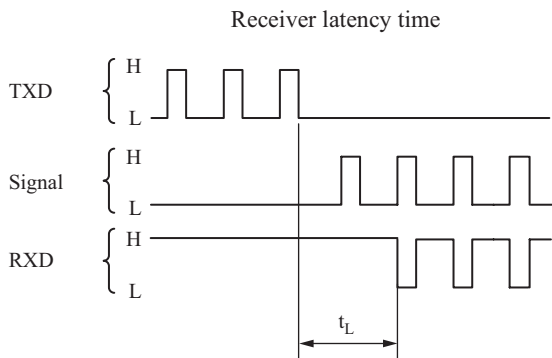 Receiver latency time
H
TXD
L
H
Signal
L
H
RXD
L
tL